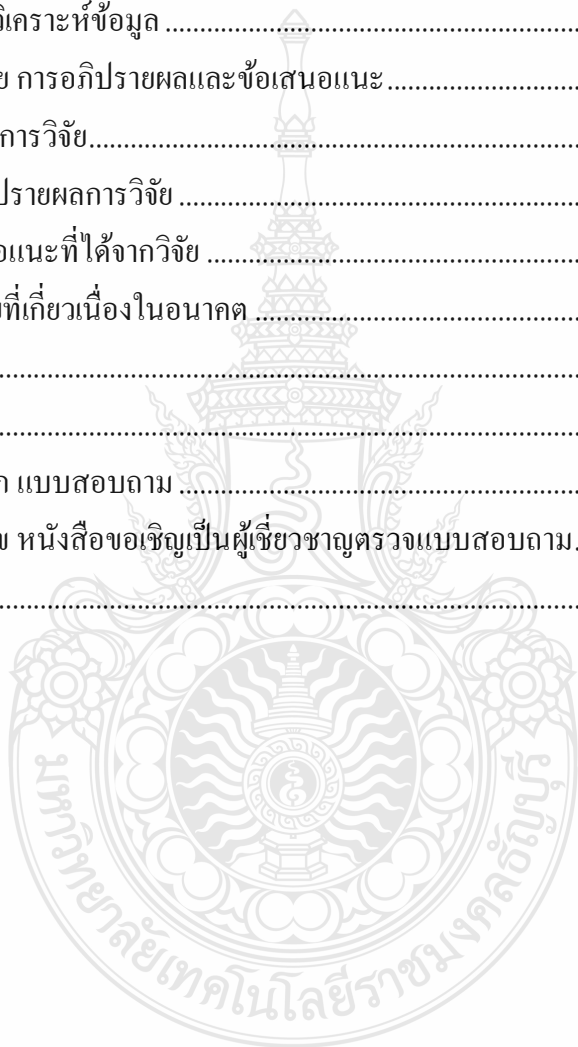 วิเคราะห์ข้อมูล ................................................................
ย การอภิปรายผลและข้อเสนอแนะ ................................
การวิจัย................................................................
ปรายผลการวิจัย ................................................................
อแนะที่ได้จากวิจัย ................................................................
ที่เกี่ยวเนื่องในอนาคต ................................................
................................................................
................................................................
ก แบบสอบถาม ................................................................
ข หนังสือขอเชิญเป็นผู้เชี่ยวชาญตรวจแบบสอบถาม.
................................................................
มหาวิทยาลัยเทคโนโลยีราชมงคลธัญบุรี